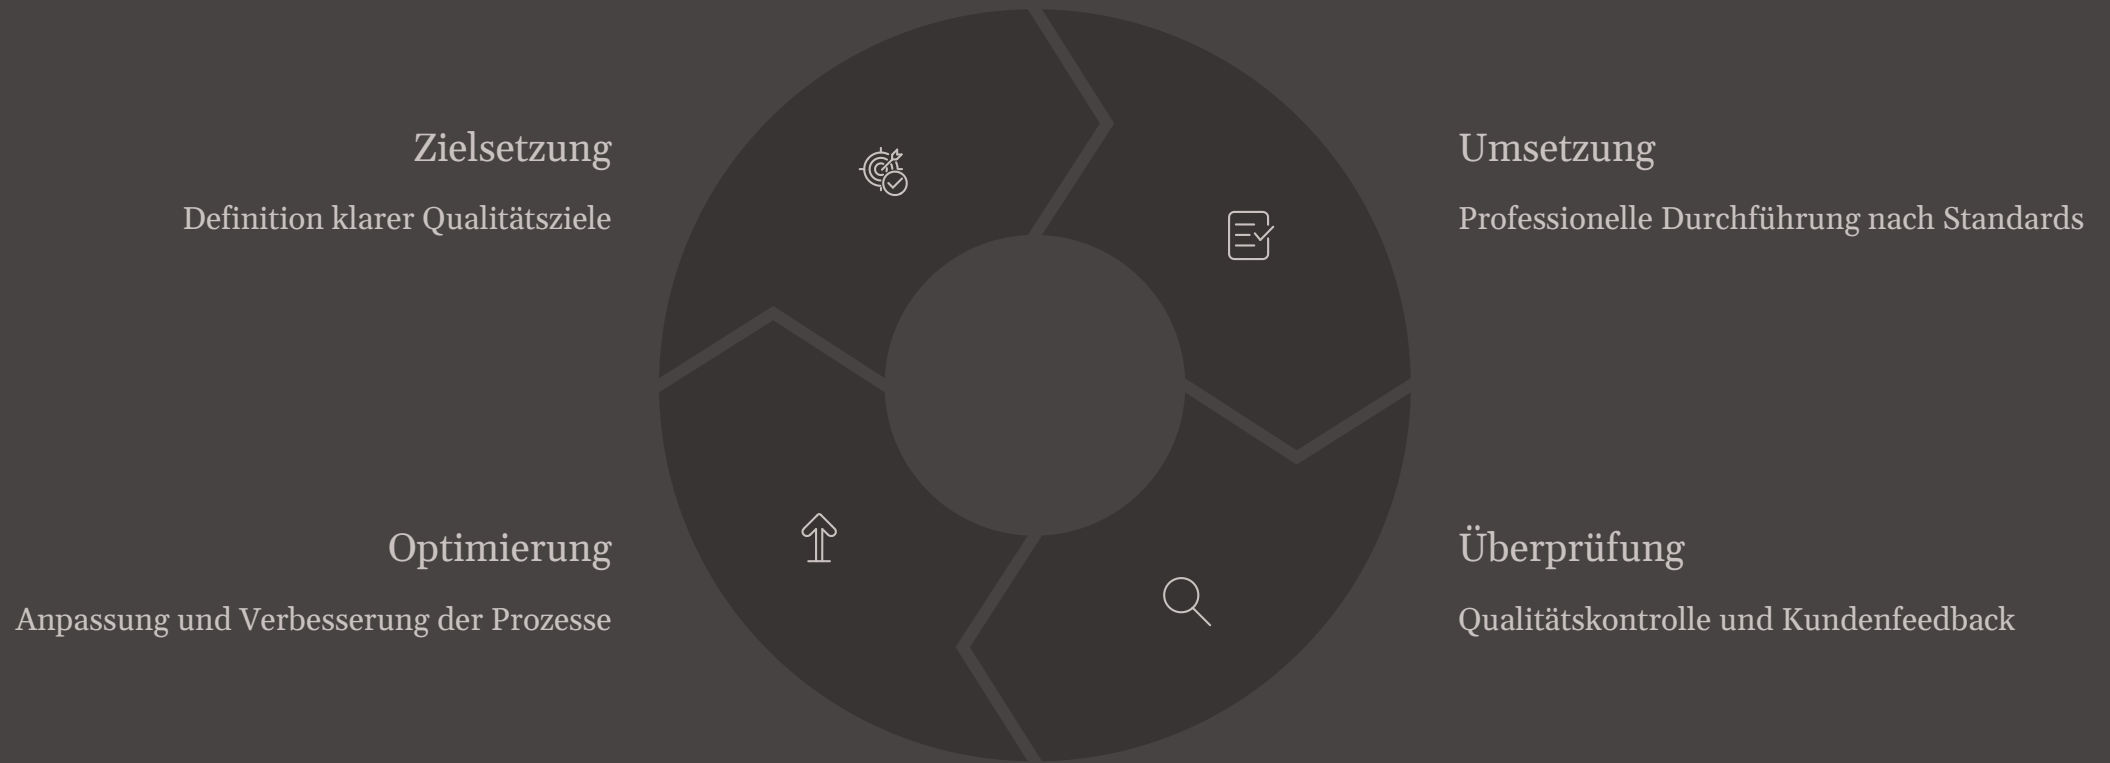 Zielsetzung
Definition klarer Qualitätsziele
Umsetzung
Professionelle Durchführung nach Standards
Optimierung
Anpassung und Verbesserung der Prozesse
Überprüfung
Qualitätskontrolle und Kundenfeedback